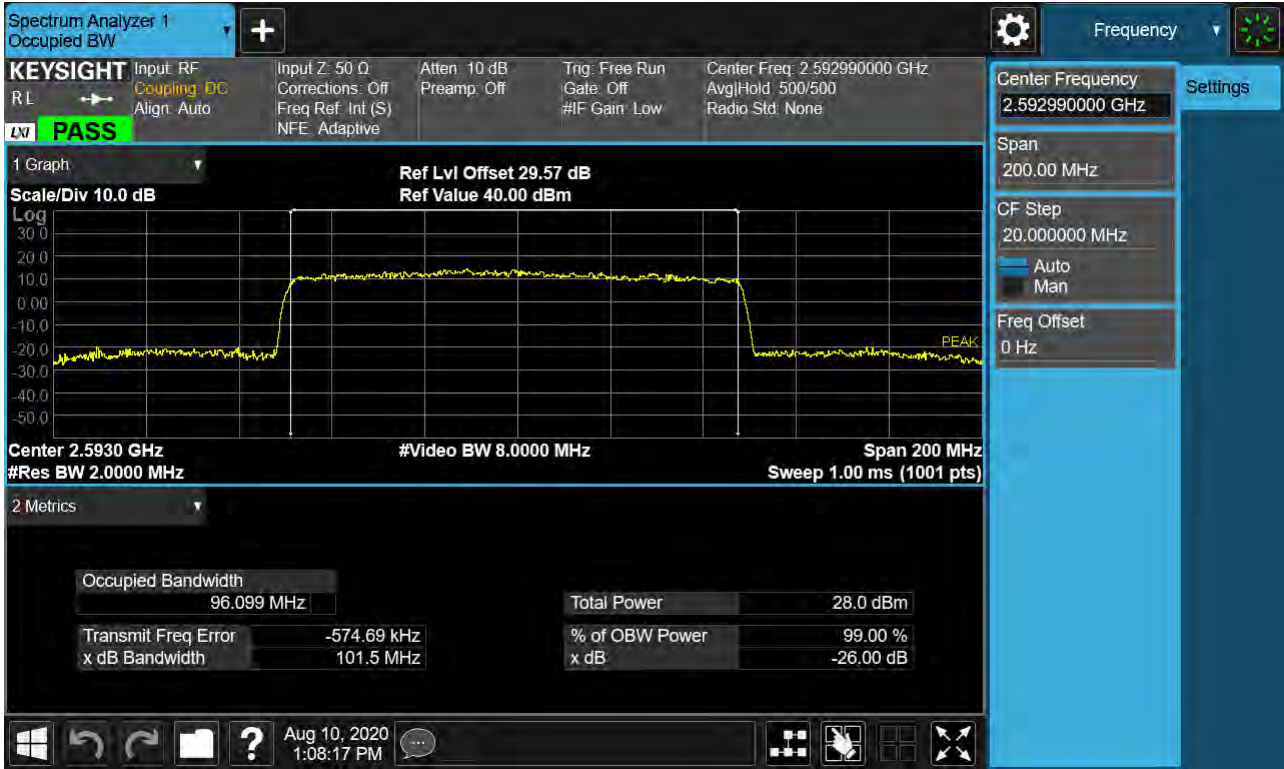 Spectrum Analyzer 1
Occupied BW
Frequency
KEYSIGHT
R L
LXI
PASS
Input: RF
Coupling: DC
Align: Auto
Input Z: 50 Ω
Corrections: Off
Freq Ref: Int (S)
NFE: Adaptive
Atten: 10 dB
Preamp: Off
Trig: Free Run
Gate: Off
#IF Gain: Low
Center Freq: 2.592990000 GHz
Avg|Hold: 500/500
Radio Std: None
Center Frequency
2.592990000 GHz
Settings
Span
200.00 MHz
CF Step
20.000000 MHz
Auto
Man
Freq Offset
0 Hz
1 Graph
Scale/Div 10.0 dB
Ref Lvl Offset 29.57 dB
Ref Value 40.00 dBm
Log
30.0
20.0
10.0
0.00
-10.0
-20.0
-30.0
-40.0
-50.0
PEAK
Center 2.5930 GHz
#Video BW 8.0000 MHz
Span 200 MHz
#Res BW 2.0000 MHz
Sweep 1.00 ms (1001 pts)
2 Metrics
Occupied Bandwidth
96.099 MHz
Total Power 28.0 dBm
Transmit Freq Error -574.69 kHz
% of OBW Power 99.00 %
x dB Bandwidth 101.5 MHz
x dB -26.00 dB
?
Aug 10, 2020
1:08:17 PM